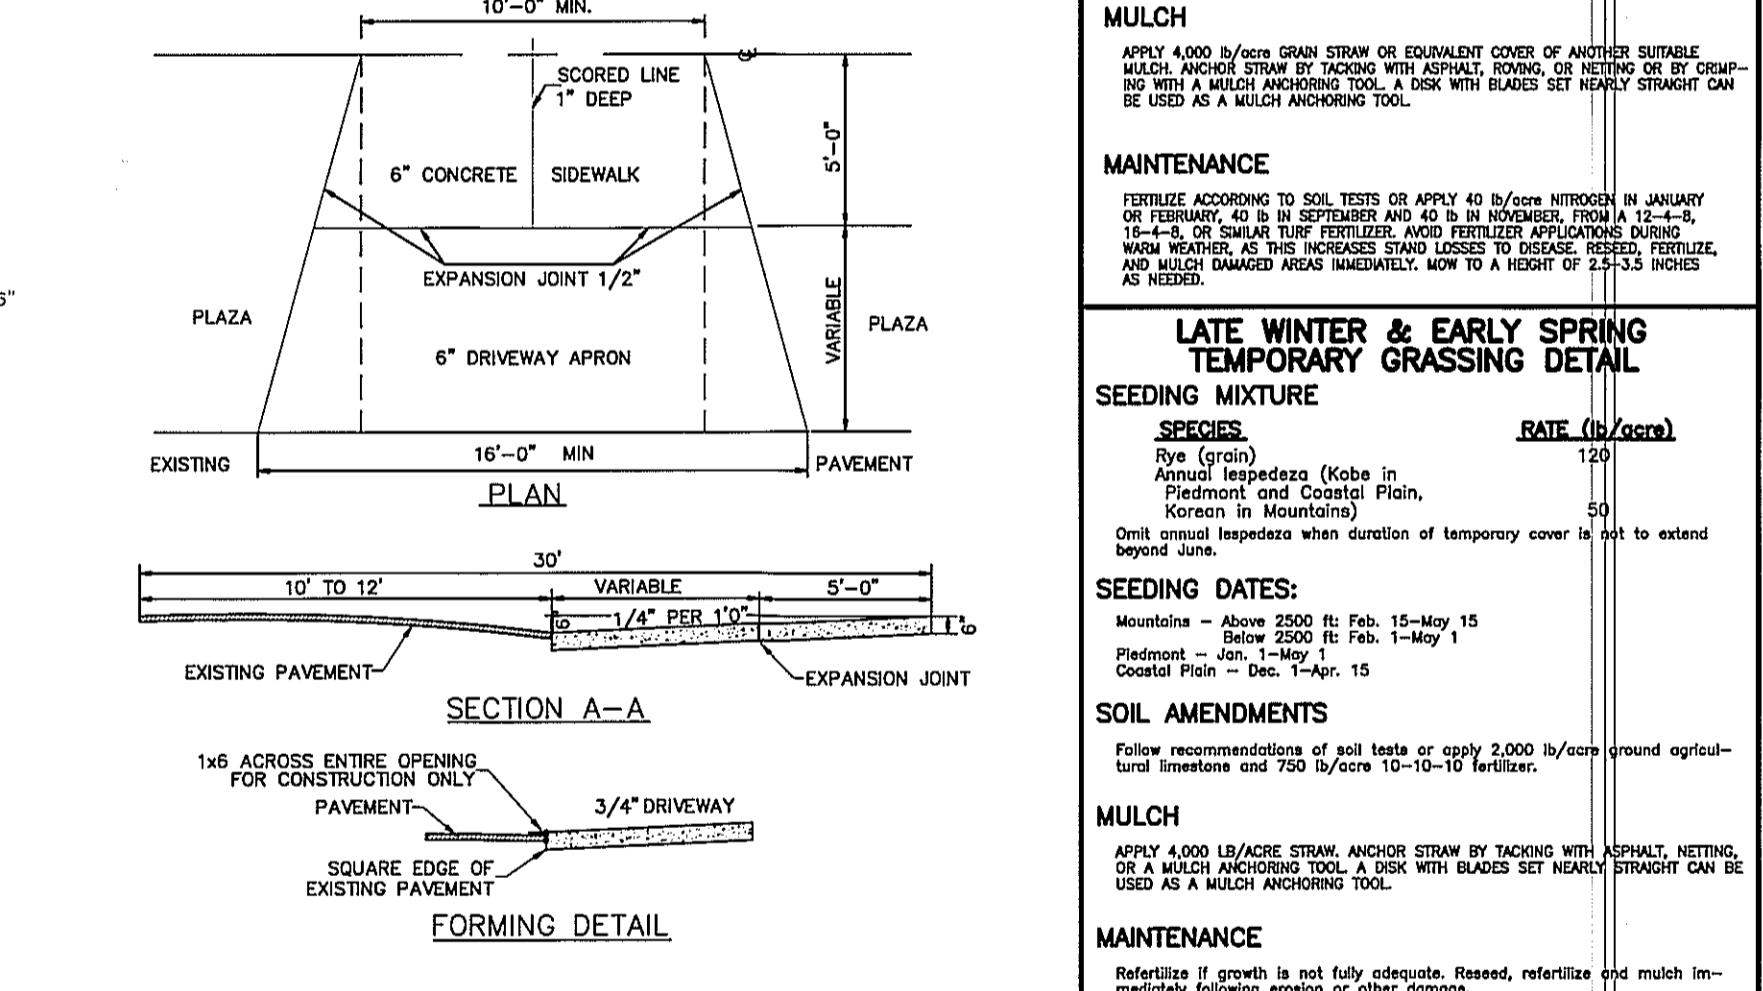 10'-0" MIN.
SCORED LINE
1" DEEP
5'-0"
6" CONCRETE SIDEWALK
EXPANSION JOINT 1/2"
6"
PLAZA
VARIABLE
PLAZA
6" DRIVEWAY APRON
EXISTING
16'-0" MIN
PAVEMENT
PLAN
30'
10' TO 12'
VARIABLE
5'-0"
6"
1/4" PER 1'0"
6"
EXISTING PAVEMENT
EXPANSION JOINT
SECTION A-A
1x6 ACROSS ENTIRE OPENING
FOR CONSTRUCTION ONLY
PAVEMENT
3/4" DRIVEWAY
SQUARE EDGE OF
EXISTING PAVEMENT
FORMING DETAIL
MULCH
APPLY 4,000 lb/acre GRAIN STRAW OR EQUIVALENT COVER OF ANOTHER SUITABLE
MULCH. ANCHOR STRAW BY TACKING WITH ASPHALT, ROVING, OR NETTING OR BY CRIMP-
ING WITH A MULCH ANCHORING TOOL. A DISK WITH BLADES SET NEARLY STRAIGHT CAN
BE USED AS A MULCH ANCHORING TOOL.
MAINTENANCE
FERTILIZE ACCORDING TO SOIL TESTS OR APPLY 40 lb/acre NITROGEN IN JANUARY
OR FEBRUARY, 40 lb IN SEPTEMBER AND 40 lb IN NOVEMBER, FROM A 12-4-8,
16-4-8, OR SIMILAR TURF FERTILIZER. AVOID FERTILIZER APPLICATIONS DURING
WARM WEATHER, AS THIS INCREASES STAND LOSSES TO DISEASE. RESEED, FERTILIZE,
AND MULCH DAMAGED AREAS IMMEDIATELY. MOW TO A HEIGHT OF 2.5-3.5 INCHES
AS NEEDED.
LATE WINTER & EARLY SPRING
TEMPORARY GRASSING DETAIL
SEEDING MIXTURE
SPECIES RATE (lb/acre)
Rye (grain) 120
Annual lespedeza (Kobe in
Piedmont and Coastal Plain,
Korean in Mountains) 50
Omit annual lespedeza when duration of temporary cover is not to extend
beyond June.
SEEDING DATES:
Mountains - Above 2500 ft: Feb. 15-May 15
Below 2500 ft: Feb. 1-May 1
Piedmont - Jan. 1-May 1
Coastal Plain - Dec. 1-Apr. 15
SOIL AMENDMENTS
Follow recommendations of soil tests or apply 2,000 lb/acre ground agricul-
tural limestone and 750 lb/acre 10-10-10 fertilizer.
MULCH
APPLY 4,000 LB/ACRE STRAW. ANCHOR STRAW BY TACKING WITH ASPHALT, NETTING,
OR A MULCH ANCHORING TOOL. A DISK WITH BLADES SET NEARLY STRAIGHT CAN BE
USED AS A MULCH ANCHORING TOOL.
MAINTENANCE
Refertilize if growth is not fully adequate. Reseed, refertilize and mulch im-
mediately following erosion or other damage.